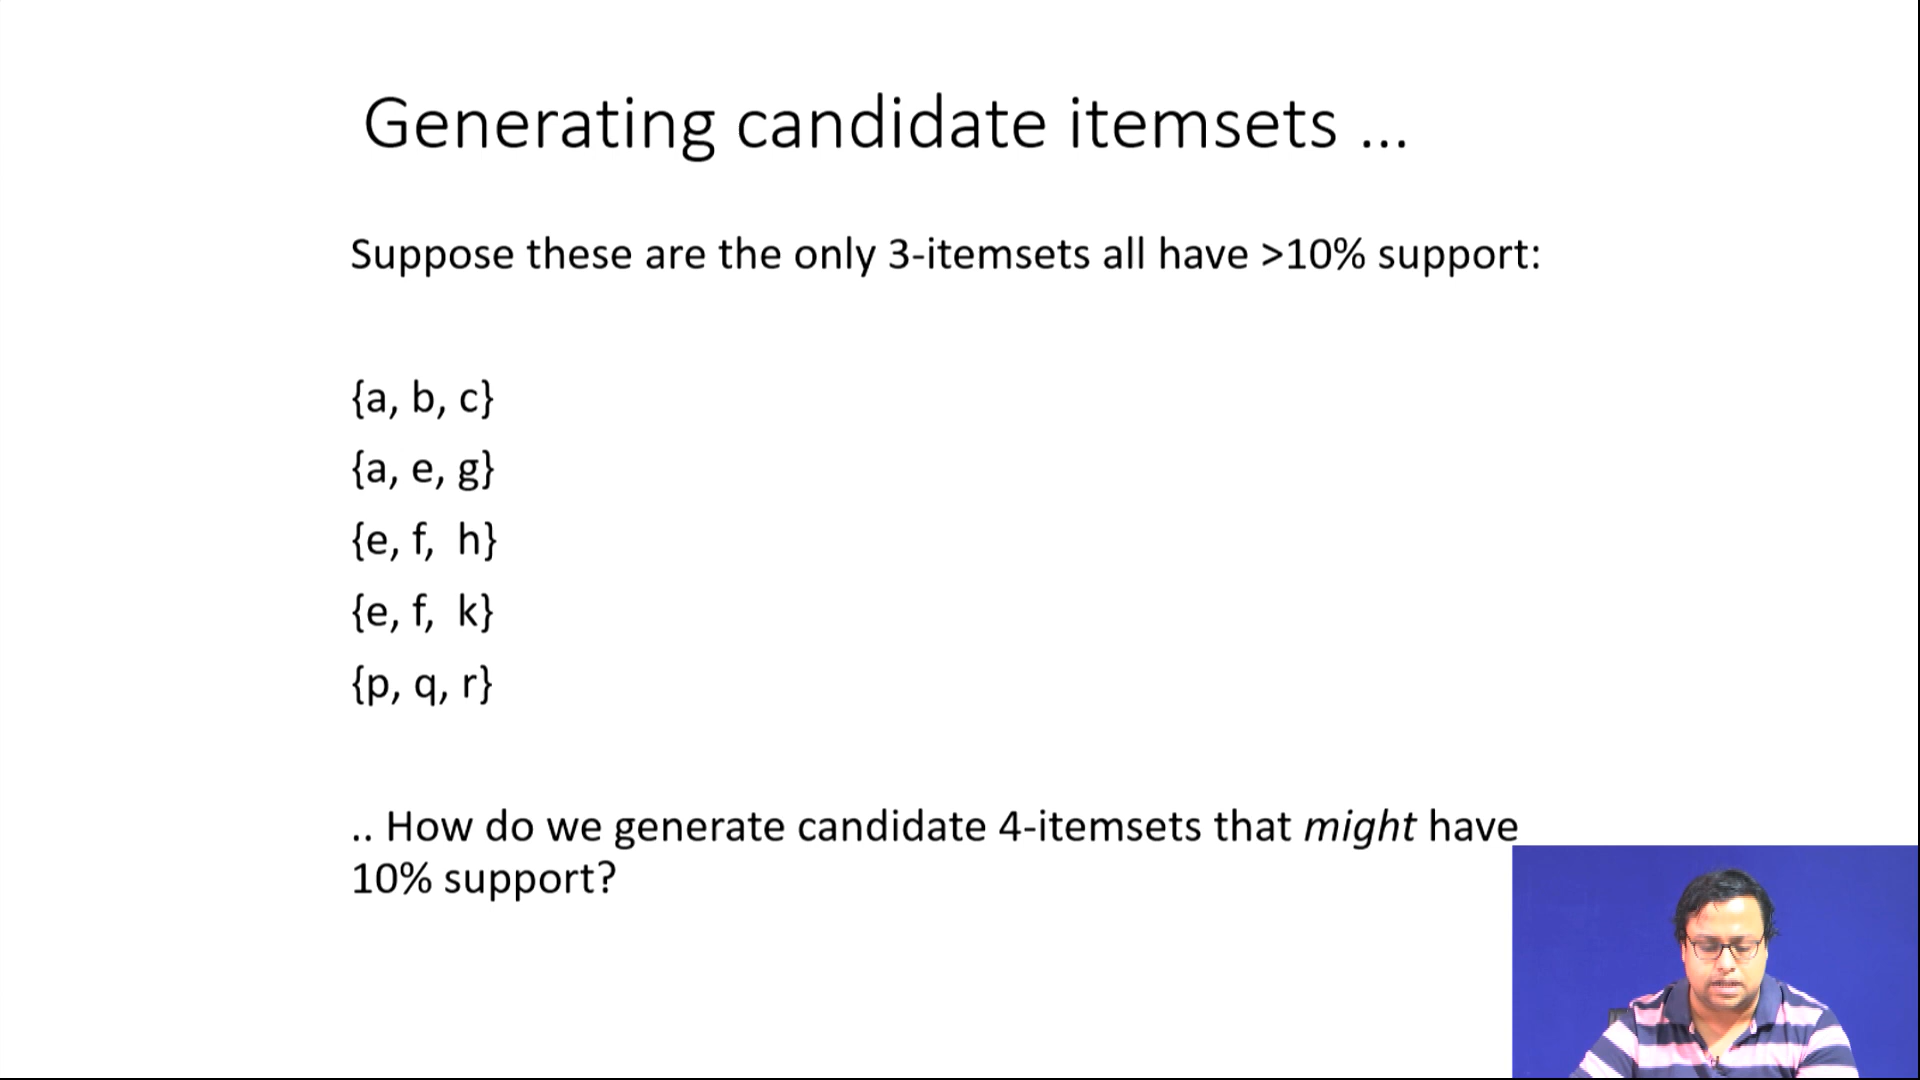 Generating candidate itemsets ...
Suppose these are the only 3-itemsets all have >10% support:
{a, b, c}
{a, e, g}
{e, f, h}
{e, f, k}
{p, q, r}
.. How do we generate candidate 4-itemsets that might have
10% support?